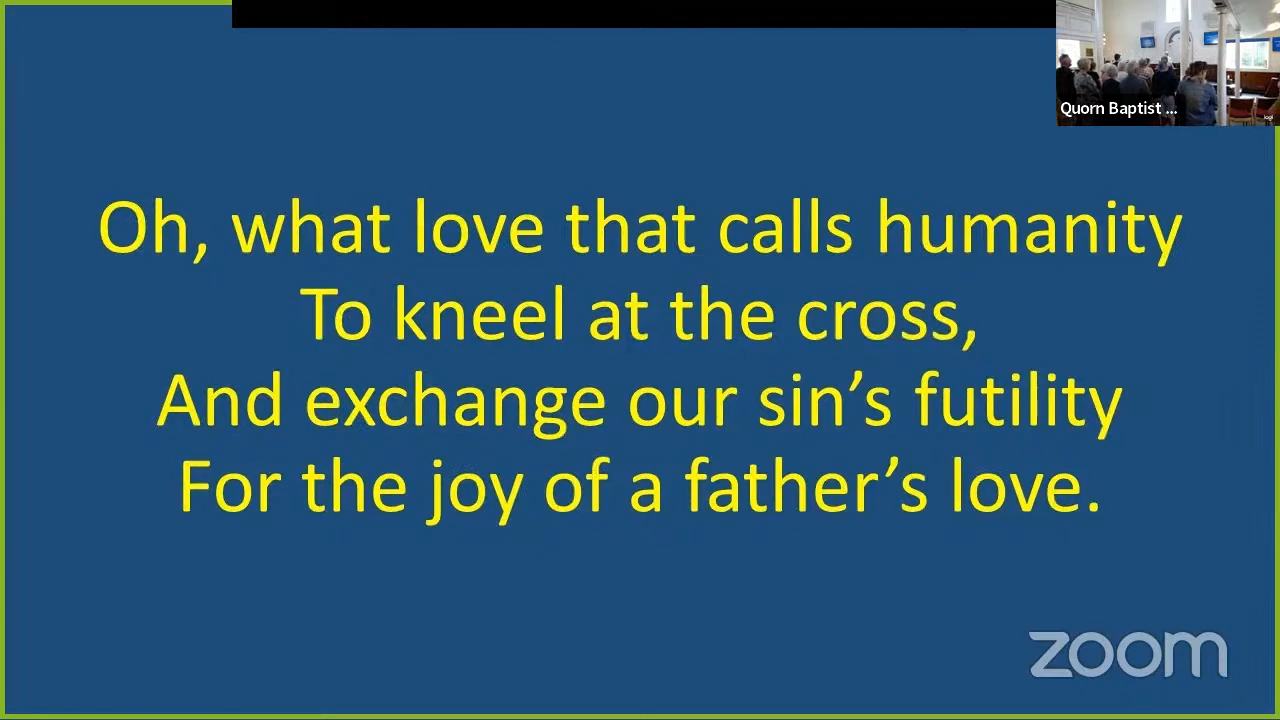 Quorn Baptist ...
Oh, what love that calls humanity
To kneel at the cross,
And exchange our sin’s futility
For the joy of a father’s love.
zoom